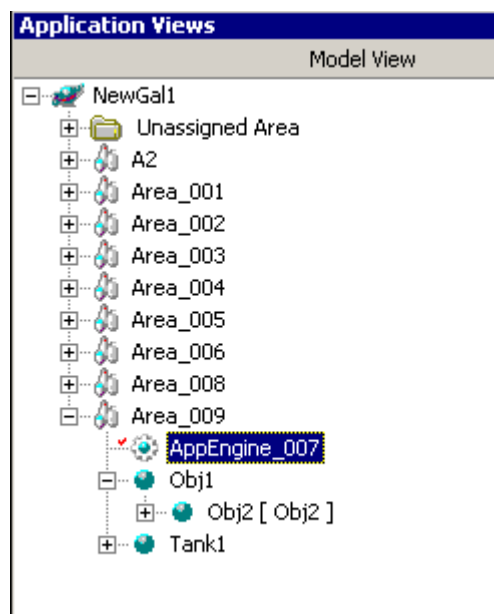 Application Views
Model View
NewGal1
Unassigned Area
A2
Area_001
Area_002
Area_003
Area_004
Area_005
Area_006
Area_008
Area_009
AppEngine_007
Obj1
Obj2 [ Obj2 ]
Tank1